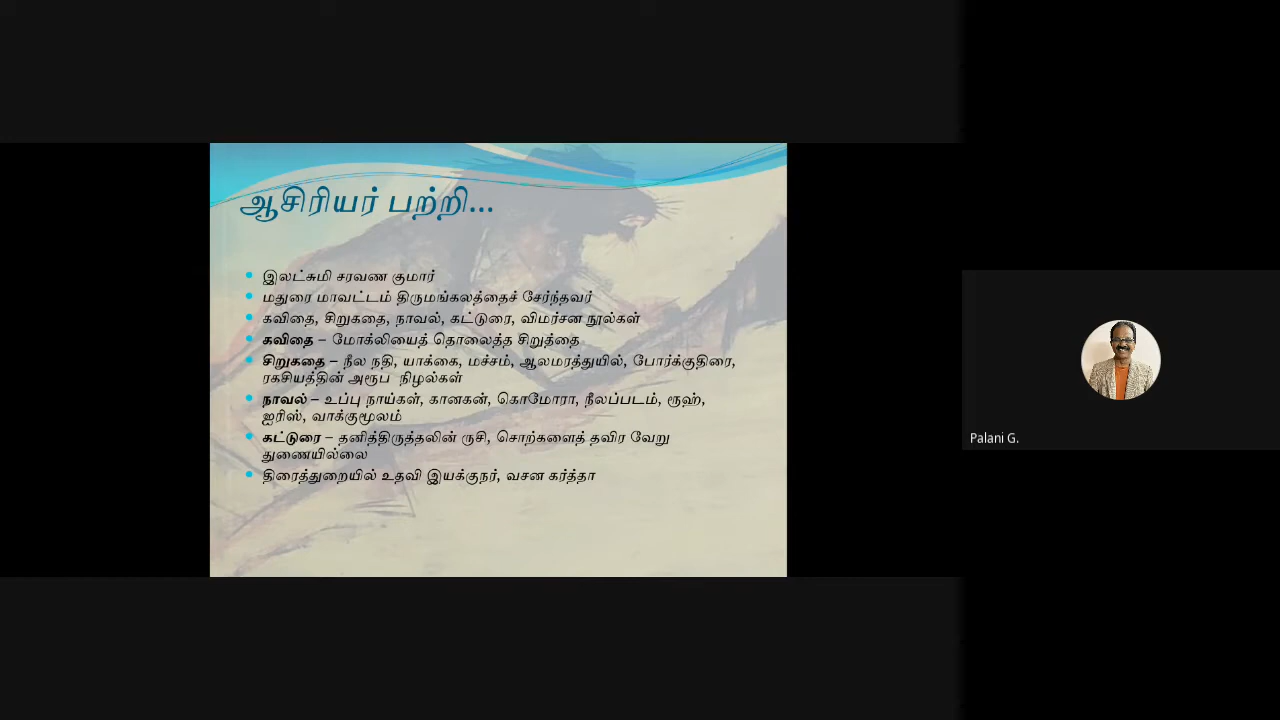 ஆசிரியர் பற்றி...
இலட்சுமி சரவண குமார்
மதுரை மாவட்டம் திருமங்கலத்தைச் சேர்ந்தவர்
கவிதை, சிறுகதை, நாவல், கட்டுரை, விமர்சன நூல்கள்
கவிதை – மோக்லியைத் தொலைத்த சிறுத்தை
சிறுகதை – நீல நதி, யாக்கை, மச்சம், ஆலமரத்துயில், போர்க்குதிரை,
ரகசியத்தின் அரூப நிழல்கள்
நாவல் – உப்பு நாய்கள், கானகன், கொமோரா, நீலப்படம், ரூஹ்,
ஐரிஸ், வாக்குமூலம்
கட்டுரை – தனித்திருத்தலின் ருசி, சொற்களைத் தவிர வேறு
துணையில்லை
திரைத்துறையில் உதவி இயக்குநர், வசன கர்த்தா
Palani G.